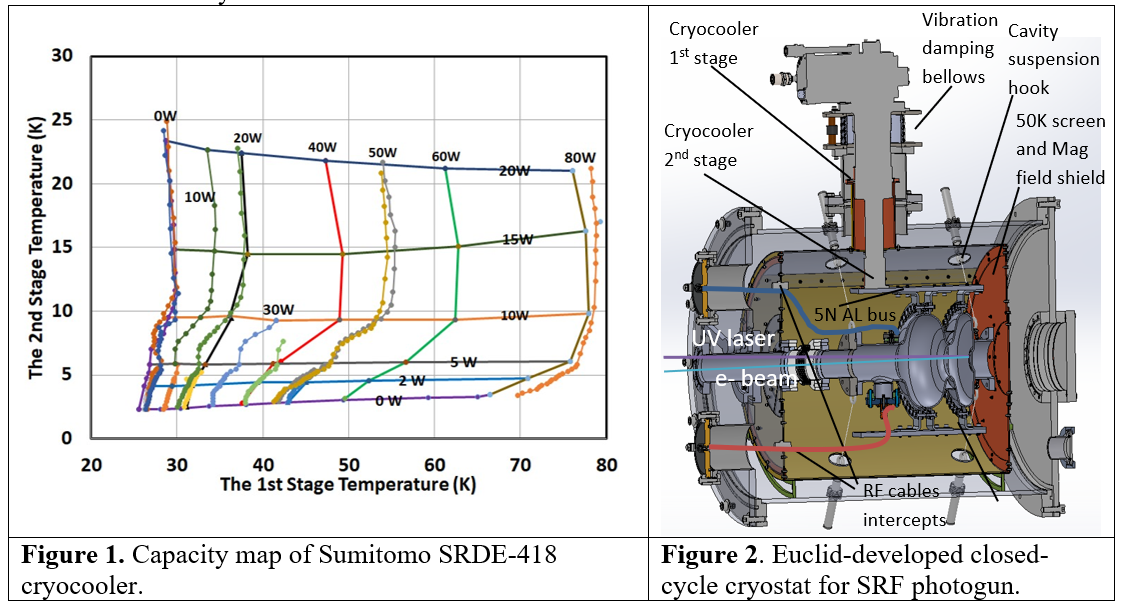 30
25
20
15
10
5
0
The 2nd Stage Temperature (K)
20
30
40
50
60
70
80
The 1st Stage Temperature (K)
0W
20W
40W
50W
60W
80W
20W
10W
15W
30W
10W
5 W
2 W
0 W
Cryocooler
1st stage
Vibration
damping
bellows
Cavity
suspension
hook
50K screen
and Mag
field shield
Cryocooler
2nd stage
5N AL bus
UV laser
e- beam
RF cables
intercepts
Figure 1. Capacity map of Sumitomo SRDE-418
cryocooler.
Figure 2. Euclid-developed closed-
cycle cryostat for SRF photogun.